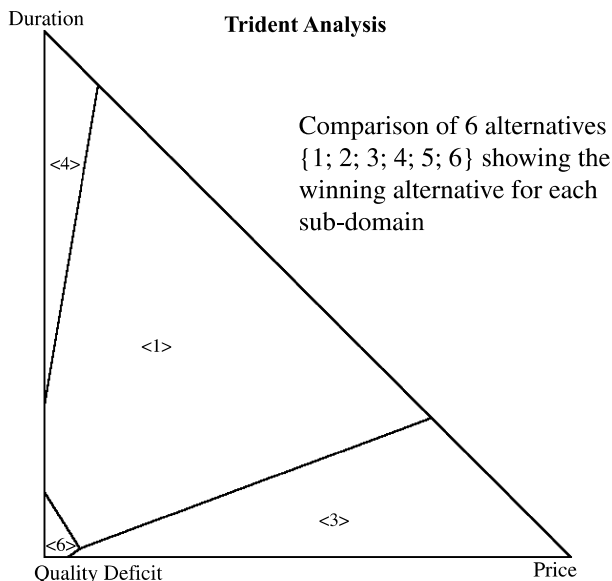 Duration
Trident Analysis
Comparison of 6 alternatives
{1; 2; 3; 4; 5; 6} showing the
winning alternative for each
sub-domain
<4>
<1>
<3>
<6>
Quality Deficit
Price